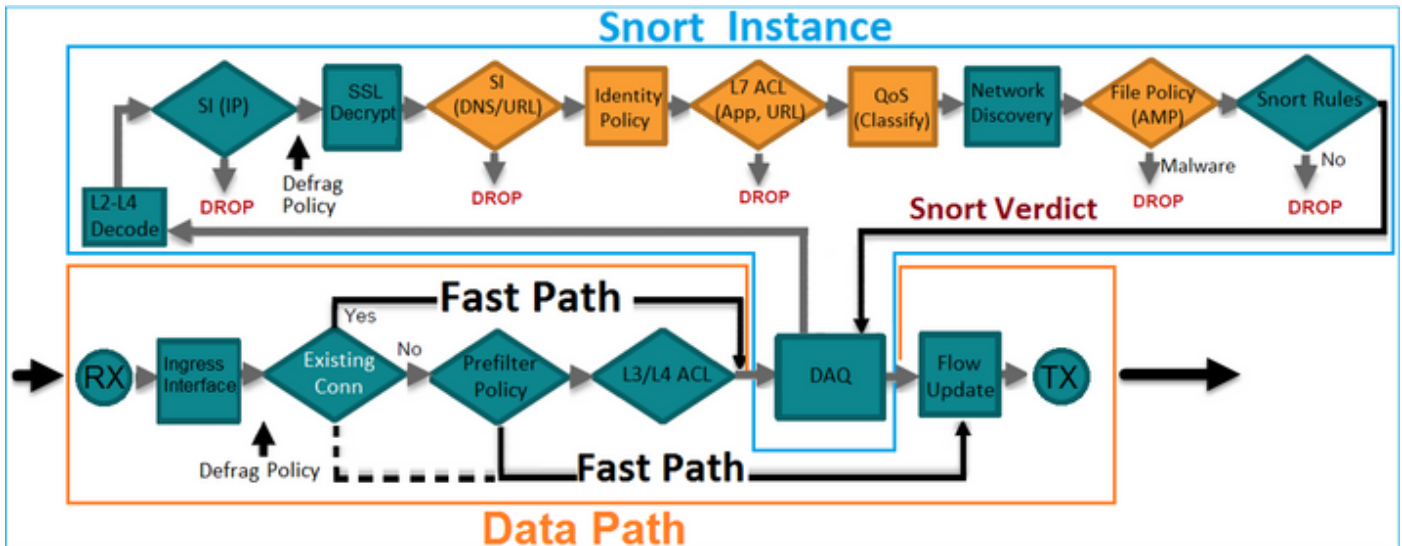 Snort Instance
SI (IP)
SSL
Decrypt
SI
(DNS/URL)
Identity
Policy
L7 ACL
(App, URL)
QoS
(Classify)
Network
Discovery
File Policy
(AMP)
Snort Rules
L2-L4
Decode
DROP
Defrag
Policy
DROP
DROP
Malware
DROP
No
DROP
Snort Verdict
Fast Path
Yes
RX
Ingress
Interface
Existing
Conn
No
Prefilter
Policy
L3/L4 ACL
DAQ
Flow
Update
TX
Defrag Policy
Fast Path
Data Path